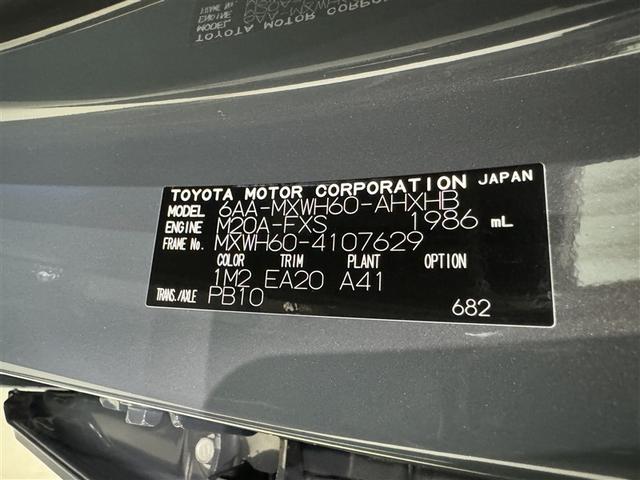 TOYOTA MOTOR CORPORATION JAPAN
MODEL 6AA-MXWH60-AHXHB
ENGINE M20A-FXS 1986 mL
FRAME No. MXWH60-4107629
COLOR TRIM PLANT OPTION
1M2 EA20 A41
TRANS./AXLE PB10
682